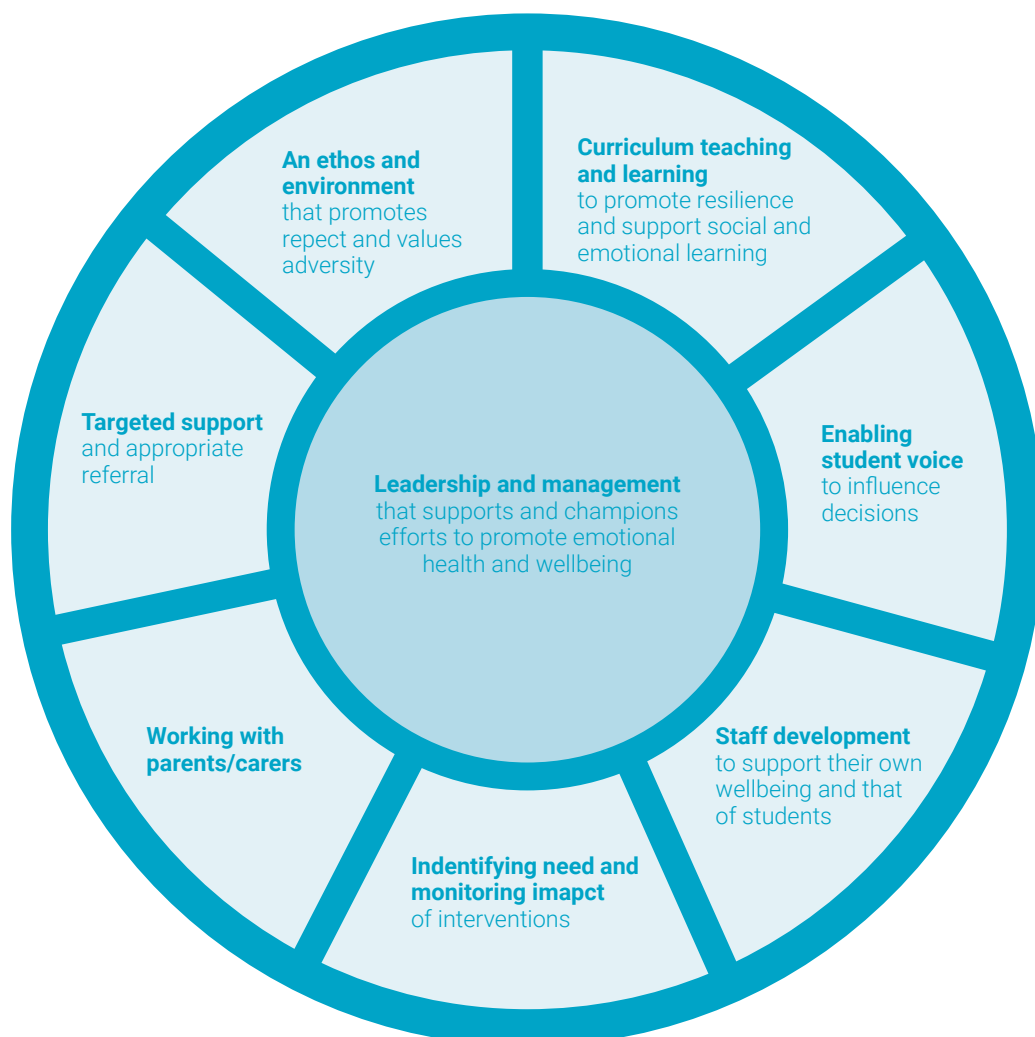 An ethos and
environment
that promotes
repect and values
adversity
Curriculum teaching
and learning
to promote resilience
and support social and
emotional learning
Enabling
student voice
to influence
decisions
Staff development
to support their own
wellbeing and that
of students
Indentifying need and
monitoring imapct
of interventions
Working with
parents/carers
Targeted support
and appropriate
referral
Leadership and management
that supports and champions
efforts to promote emotional
health and wellbeing